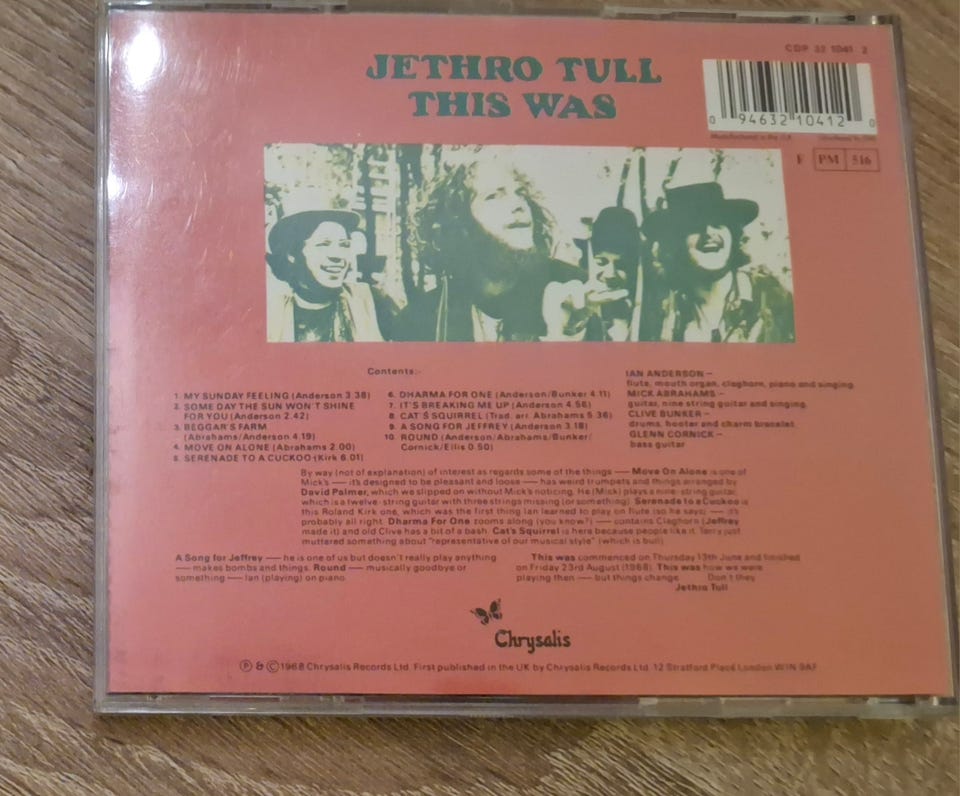 CDP 32 1041 2
JETHRO TULL
THIS WAS
0 94632 10412 0
Manufactured in the U.K.
F PM 516
Contents:-
1. MY SUNDAY FEELING (Anderson 3.38)
2. SOME DAY THE SUN WON'T SHINE
FOR YOU (Anderson 2.42)
3. BEGGAR'S FARM
(Abrahams/Anderson 4.19)
4. MOVE ON ALONE (Abrahams 2.00)
5. SERENADE TO A CUCKOO (Kirk 6.01)
6. DHARMA FOR ONE (Anderson/Bunker 4.11)
7. IT'S BREAKING ME UP (Anderson 4.56)
8. CAT'S SQUIRREL (Trad. arr. Abrahams 5.36)
9. A SONG FOR JEFFREY (Anderson 3.18)
10. ROUND (Anderson/Abrahams/Bunker/
Cornick/Ellis 0.50)
IAN ANDERSON —
flute, mouth organ, claghorn, piano and singing.
MICK ABRAHAMS —
guitar, nine string guitar and singing.
CLIVE BUNKER —
drums, hooter and charm bracelet.
GLENN CORNICK —
bass guitar
By way (not of explanation) of interest as regards some of the things — Move On Alone is one of
Mick's — it's designed to be pleasant and loose — has weird trumpets and things arranged by
David Palmer, which we slipped on without Mick's noticing. He (Mick) plays a nine-string guitar,
which is a twelve-string guitar with three strings missing (or something). Serenade to a Cuckoo is
this Roland Kirk one, which was the first thing Ian learned to play on flute (so he says) — it's
probably all right. Dharma For One rooms along (you know?) — contains Claghorn (Jeffrey
made it) and old Clive has a bit of a bash. Cat's Squirrel is here because people like it. Terry just
muttered something about "representative of our musical style" (which is bull).
A Song for Jeffrey — he is one of us but doesn't really play anything
— makes bombs and things. Round — musically goodbye or
something — Ian (playing) on piano.
This was commenced on Thursday 13th June and finished
on Friday 23rd August (1968). This was how we were
playing then — but things change Don't they
Jethro Tull
Chrysalis
Ⓟ & © 1968 Chrysalis Records Ltd. First published in the UK by Chrysalis Records Ltd. 12 Stratford Place London W1N 9AF